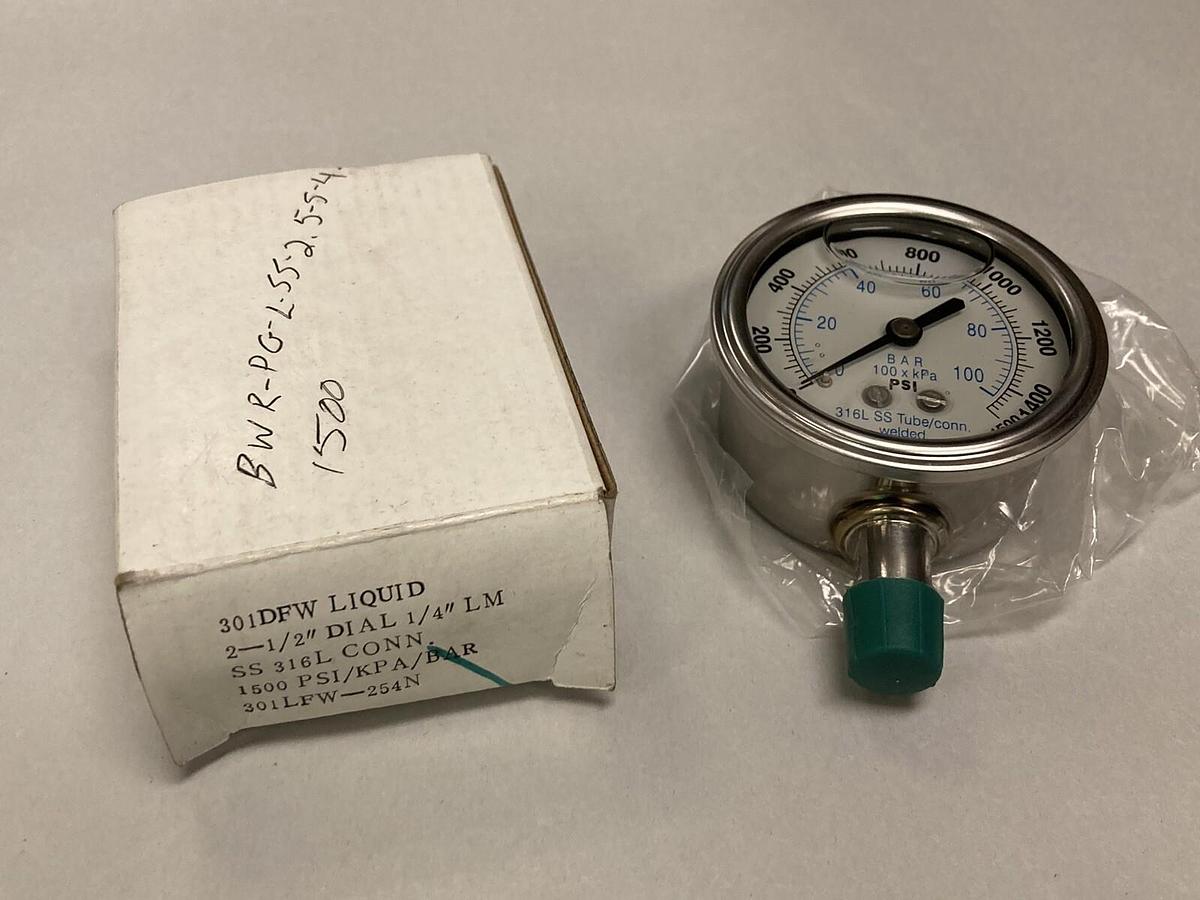 BWR-PG-L-SS-2.5-S-4
1500
301DFW LIQUID
2—1/2" DIAL 1/4" LM
SS 316L CONN.
1500 PSI/KPA/BAR
301LFW—254N
200
400
800
1000
1200
1400
20
40
60
80
100
BAR
100 x kPa
PSI
316L SS Tube/conn.
welded